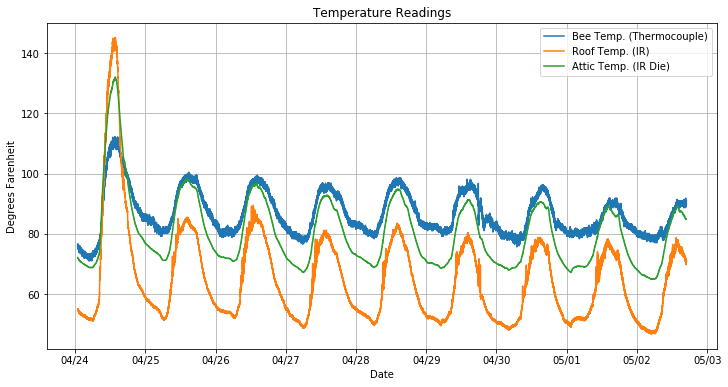 Temperature Readings
Bee Temp. (Thermocouple)
Roof Temp. (IR)
Attic Temp. (IR Die)
Degrees Farenheit
140
120
100
80
60
04/24 04/25 04/26 04/27 04/28 04/29 04/30 05/01 05/02 05/03
Date